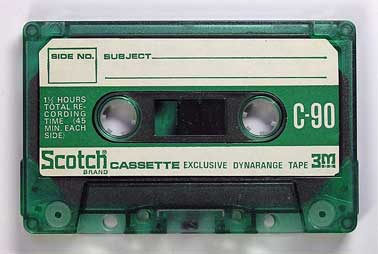 SIDE NO. SUBJECT
1½ HOURS
TOTAL RE-
CORDING
TIME (45
MIN. EACH
SIDE)
C-90
Scotch BRAND CASSETTE EXCLUSIVE DYNARANGE TAPE 3M